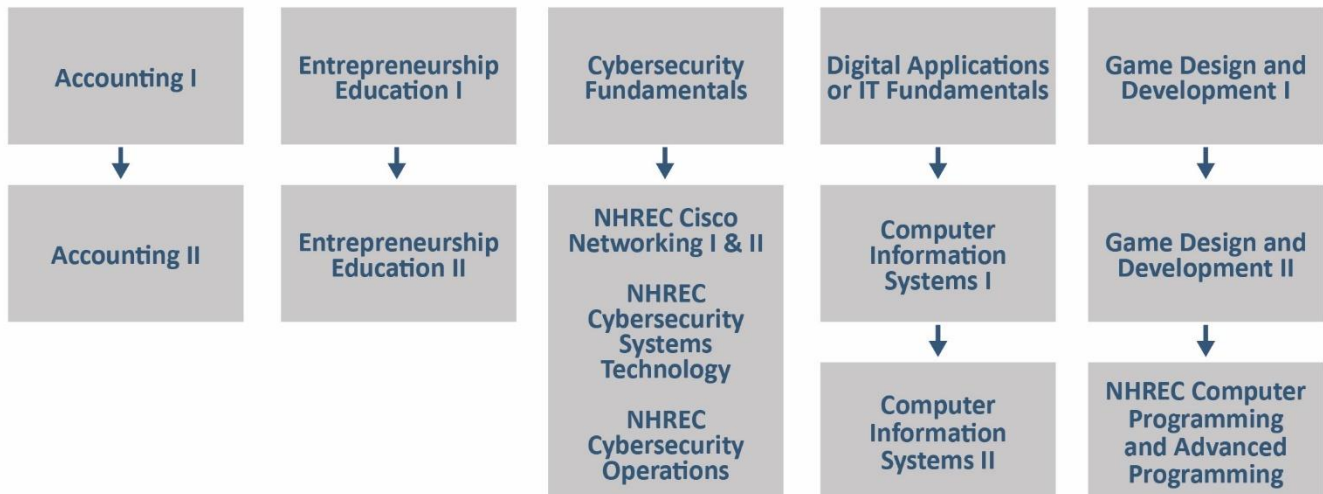 Accounting I
Entrepreneurship
Education I
Cybersecurity
Fundamentals
Digital Applications
or IT Fundamentals
Game Design and
Development I
Accounting II
Entrepreneurship
Education II
NHREC Cisco
Networking I & II
NHREC
Cybersecurity
Systems
Technology
NHREC
Cybersecurity
Operations
Computer
Information
Systems I
Game Design and
Development II
Computer
Information
Systems II
NHREC Computer
Programming
and Advanced
Programming